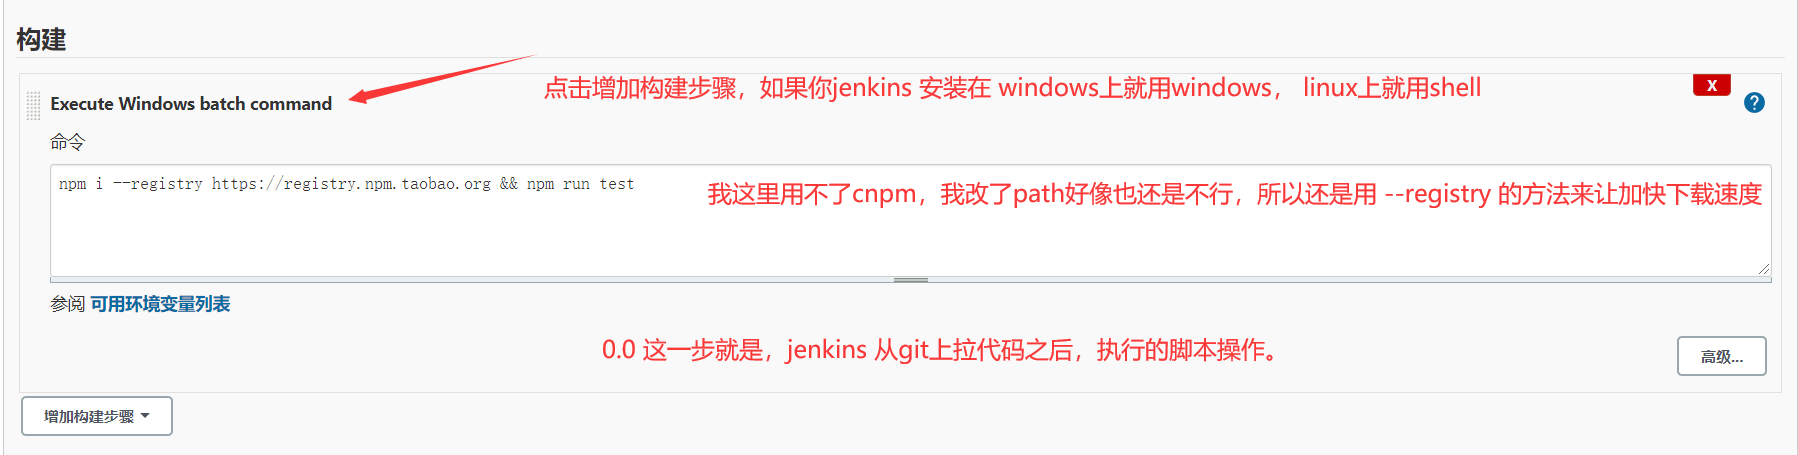 构建
点击增加构建步骤，如果你jenkins 安装在 windows上就用windows， linux上就用shell
X
Execute Windows batch command
?
命令
npm i --registry https://registry.npm.taobao.org && npm run test
我这里用不了cnpm，我改了path好像也还是不行，所以还是用 --registry 的方法来让加快下载速度
参阅 可用环境变量列表
0.0 这一步就是，jenkins 从git上拉代码之后，执行的脚本操作。
高级...
增加构建步骤